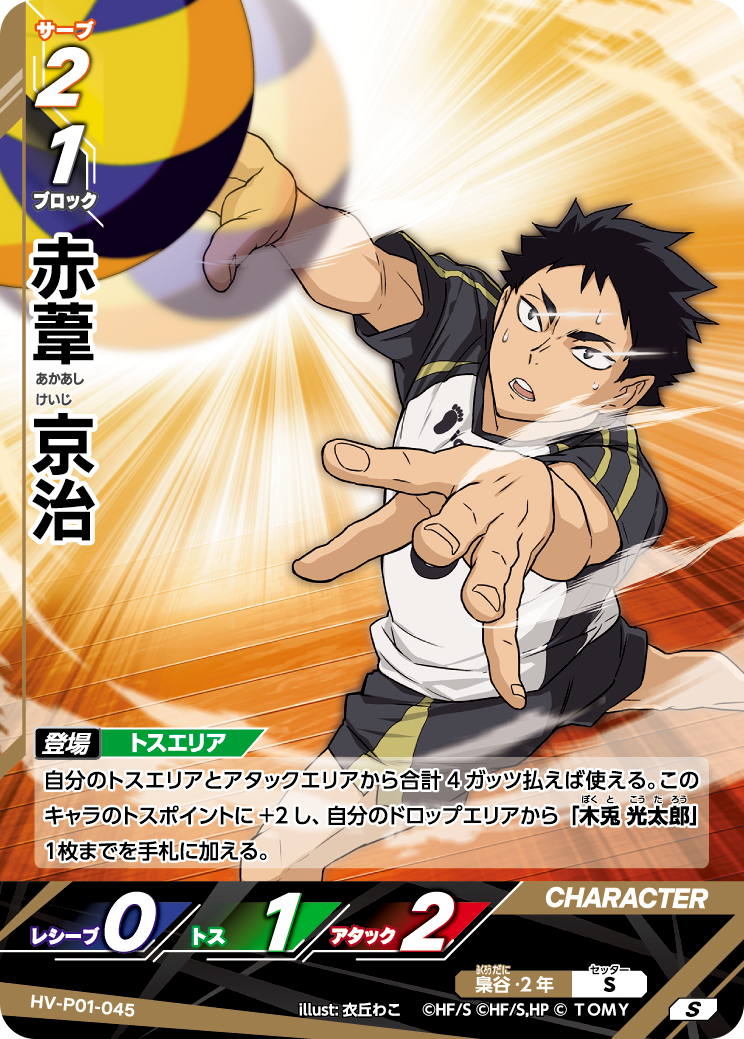 サーブ
2
1
ブロック
赤葦
あかあし
けいじ
京治
登場 トスエリア
自分のトスエリアとアタックエリアから合計4ガッツ払えば使える。この
ぼくと こうたろう
キャラのトスポイントに+2し、自分のドロップエリアから「木兎 光太郎」
1枚までを手札に加える。
CHARACTER
レシーブ 0 トス 1 アタック 2
ふくろうだに セッター
梟谷・2年 S
HV-P01-045
illust: 衣丘わこ ©HF/S ©HF/S,HP © TOMY
S